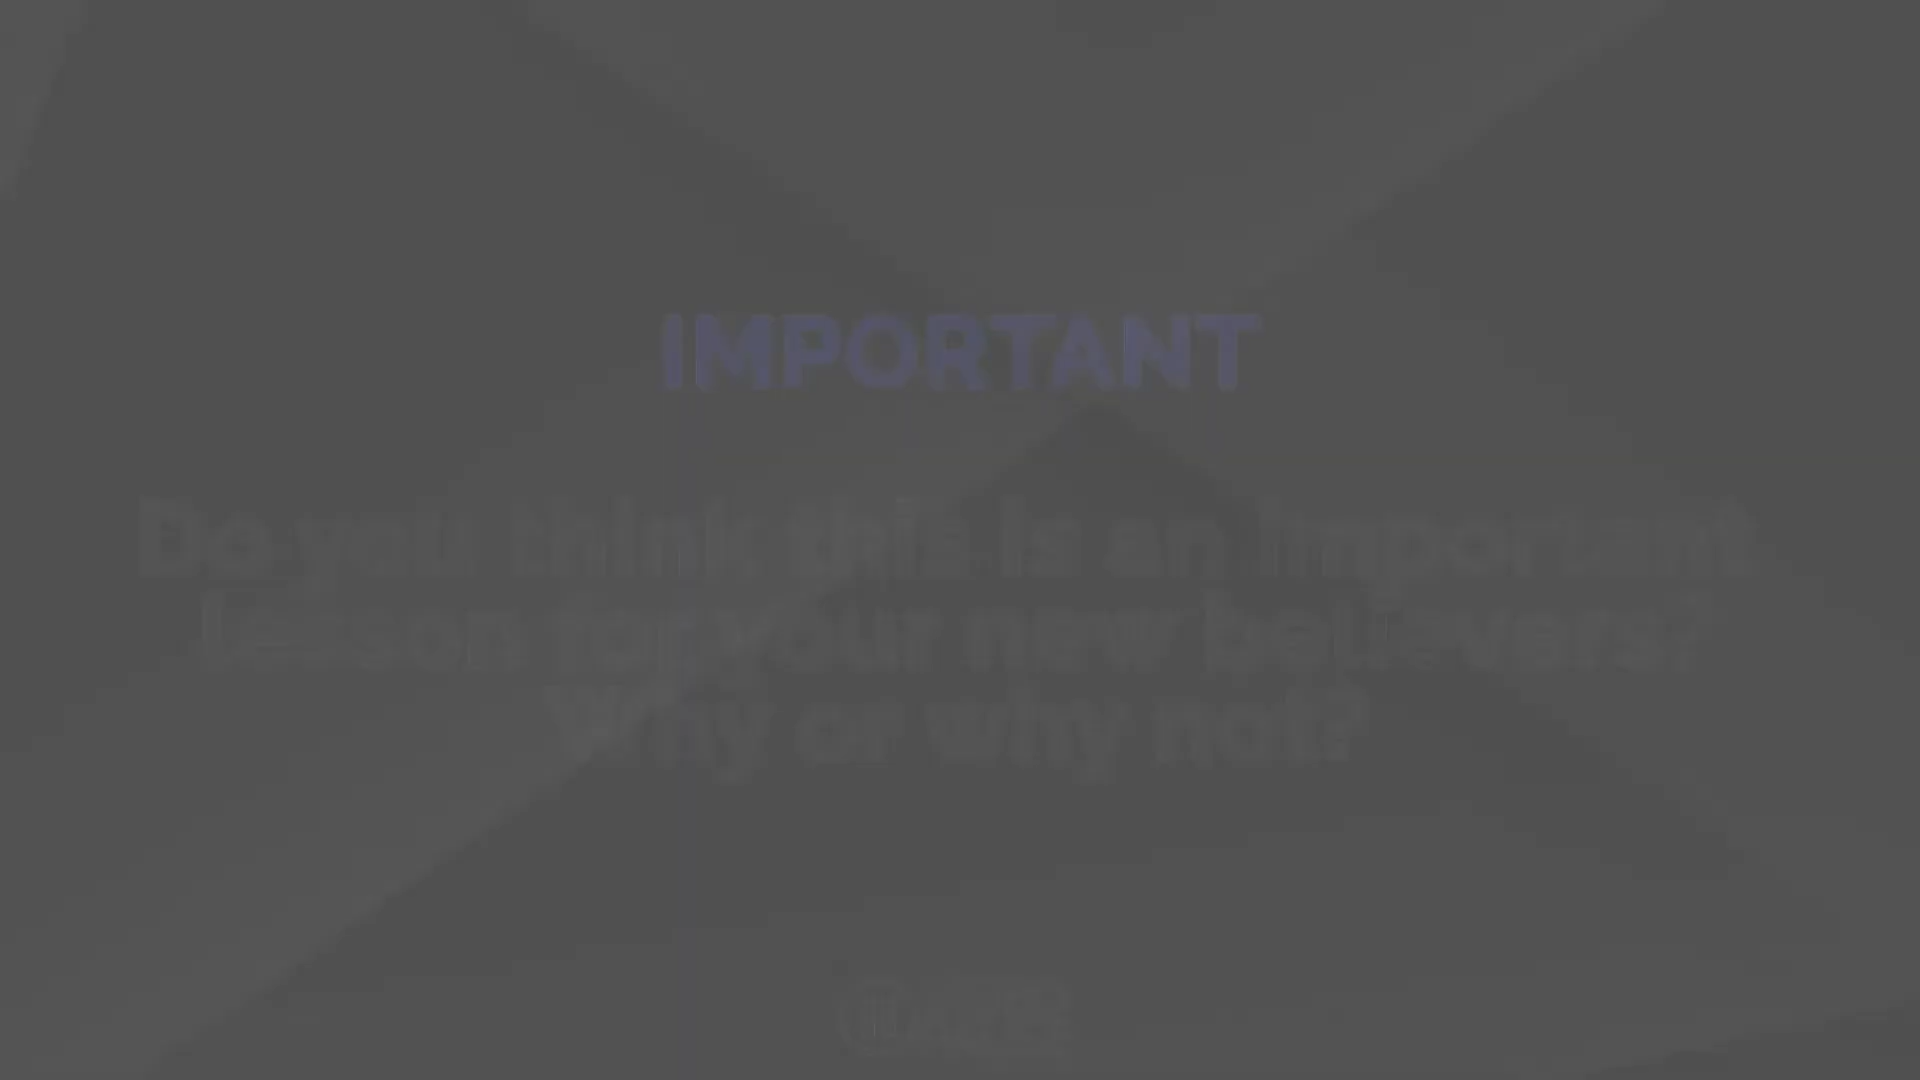 IMPORTANT
Do you think this is an important
lesson for your new believers?
Why or why not?